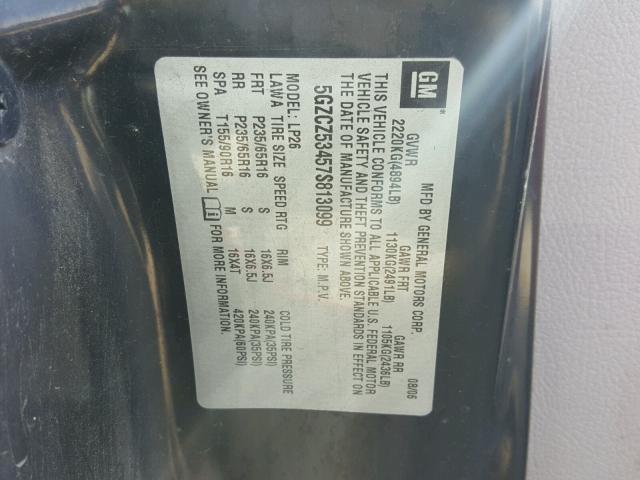 GM
MFD BY GENERAL MOTORS CORP. 08/06
GVWR GAWR FRT GAWR RR
2220KG(4894LB) 1130KG(2491LB) 1105KG(2436LB)
THIS VEHICLE CONFORMS TO ALL APPLICABLE U.S. FEDERAL MOTOR
VEHICLE SAFETY AND THEFT PREVENTION STANDARDS IN EFFECT ON
THE DATE OF MANUFACTURE SHOWN ABOVE.
5GZCZ53457S813099 TYPE: M.P.V.
MODEL: LP26
LAWA TIRE SIZE SPEED RTG RIM COLD TIRE PRESSURE
FRT P235/65R16 S 16X6.5J 240KPA(35PSI)
RR P235/65R16 S 16X6.5J 240KPA(35PSI)
SPA T155/90R16 M 16X4T 420KPA(60PSI)
SEE OWNER'S MANUAL i FOR MORE INFORMATION.